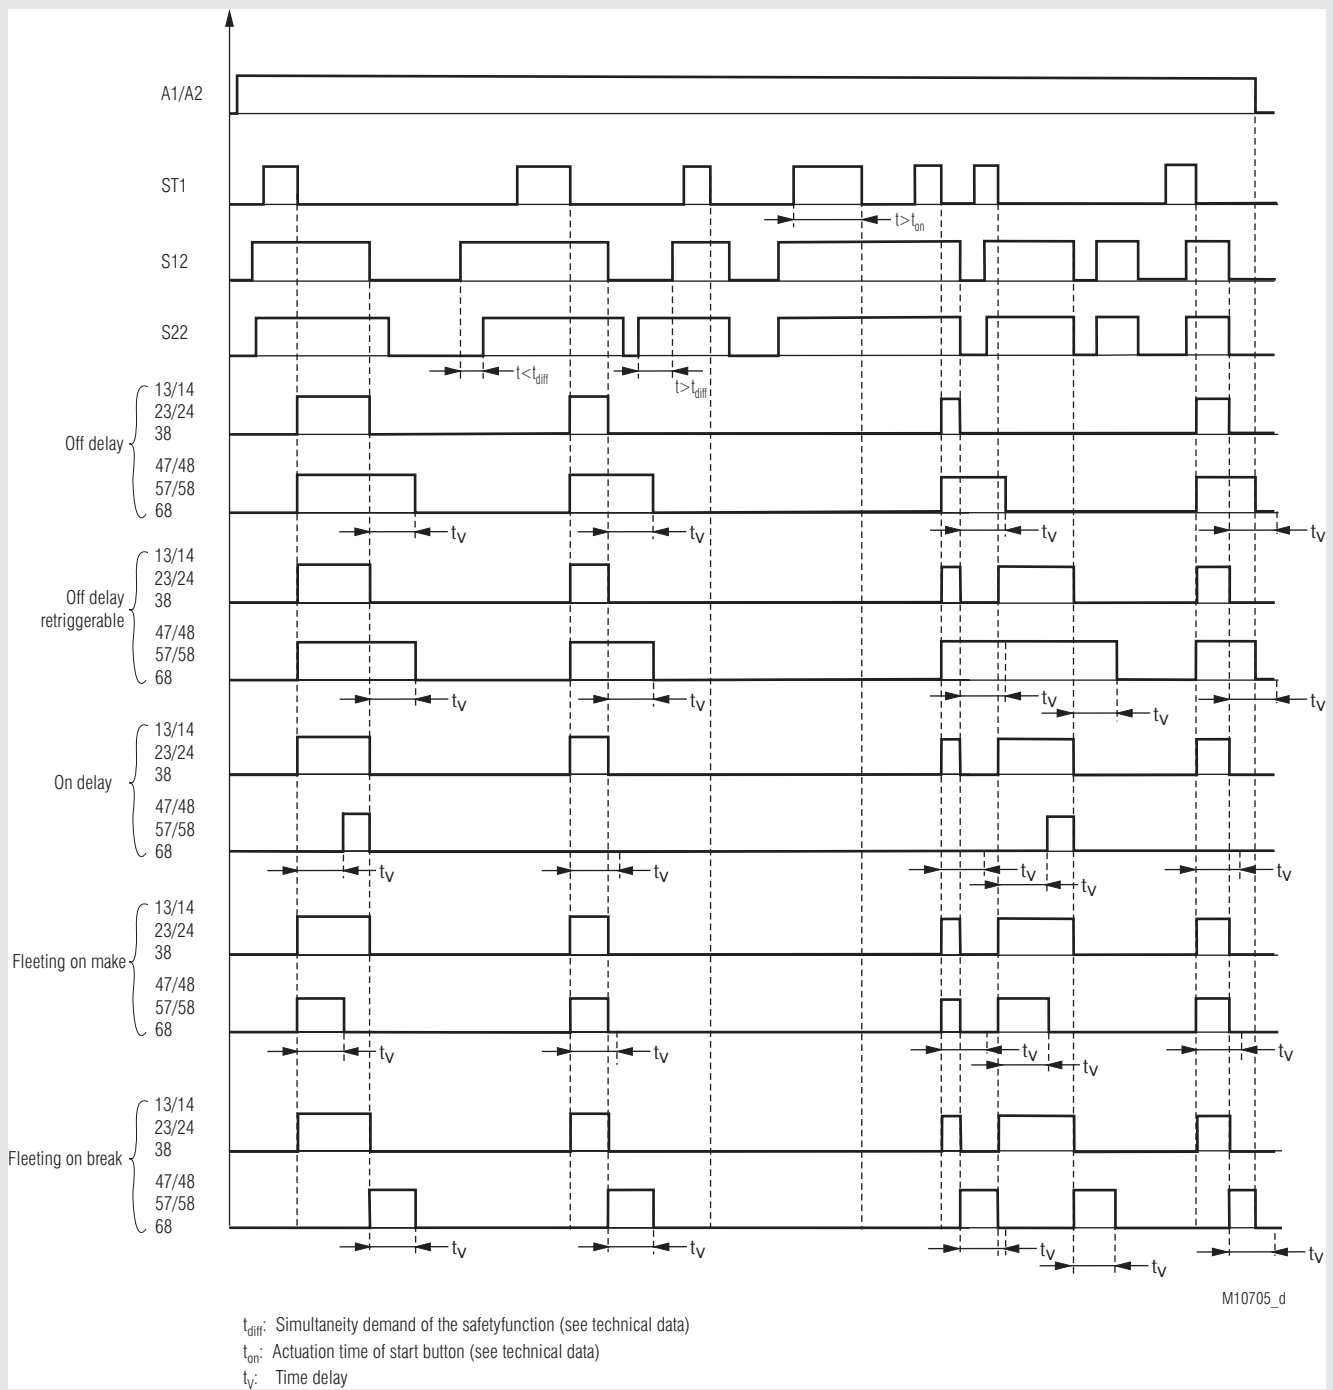 A1/A2
ST1
t>ton
S12
S22
t<tdiff
t>tdiff
13/14
23/24
38
Off delay
47/48
57/58
68
tV tV tV tV
13/14
23/24
38
Off delay
retriggerable
47/48
57/58
68
tV tV tV tV
tV
13/14
23/24
38
On delay
47/48
57/58
68
tV tV tV tV
tV
13/14
23/24
38
Fleeting on make
47/48
57/58
68
tV tV tV tV
tV
13/14
23/24
38
Fleeting on break
47/48
57/58
68
tV tV tV tV
tV
M10705_d
tdiff: Simultaneity demand of the safetyfunction (see technical data)
ton: Actuation time of start button (see technical data)
tV: Time delay